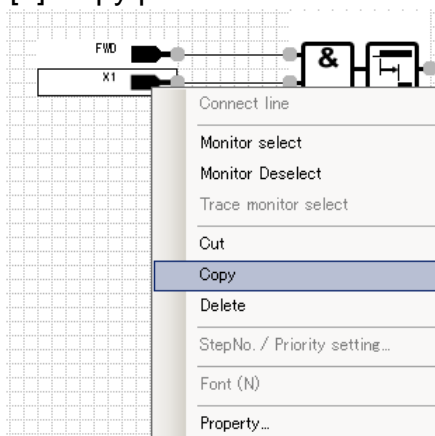 FWD
X1
&
Connect line
Monitor select
Monitor Deselect
Trace monitor select
Cut
Copy
Delete
StepNo. / Priority setting...
Font (N)
Property...